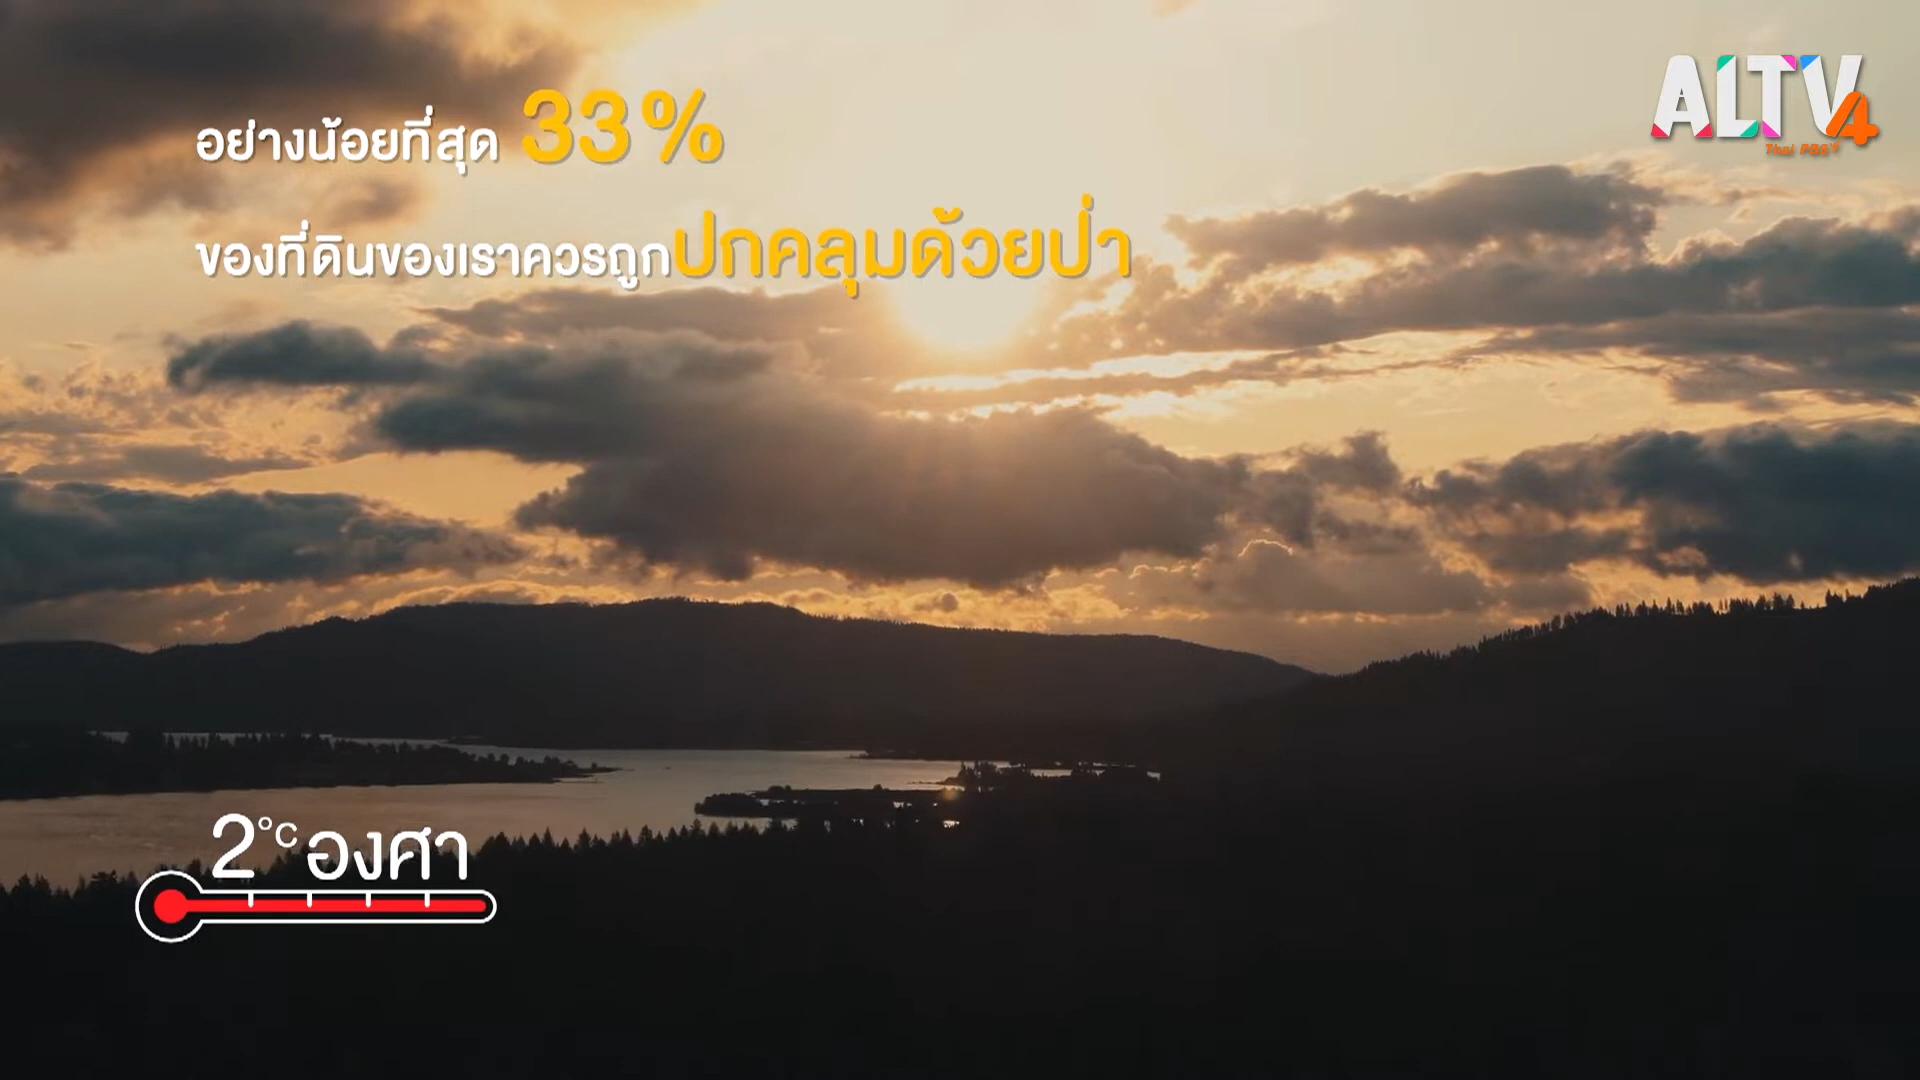 ALTV4
Thai PBS
อย่างน้อยที่สุด 33%
ของที่ดินของเราควรถูกปกคลุมด้วยป่า
2°C องศา